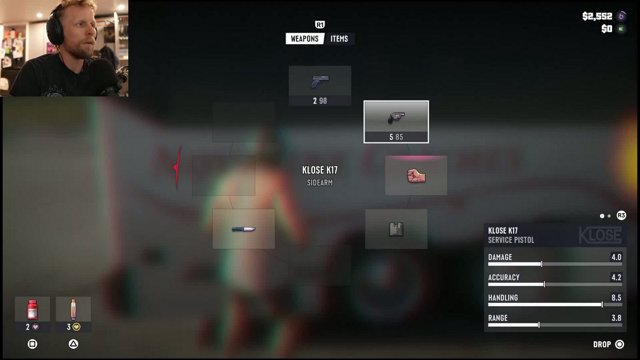 $2,552
$0
R1
WEAPONS ITEMS
2 98
5 85
KLOSE K17
SIDEARM
R3
KLOSE K17
SERVICE PISTOL
KLOSE
DAMAGE 4.0
ACCURACY 4.2
HANDLING 8.5
RANGE 3.8
2
3
DROP